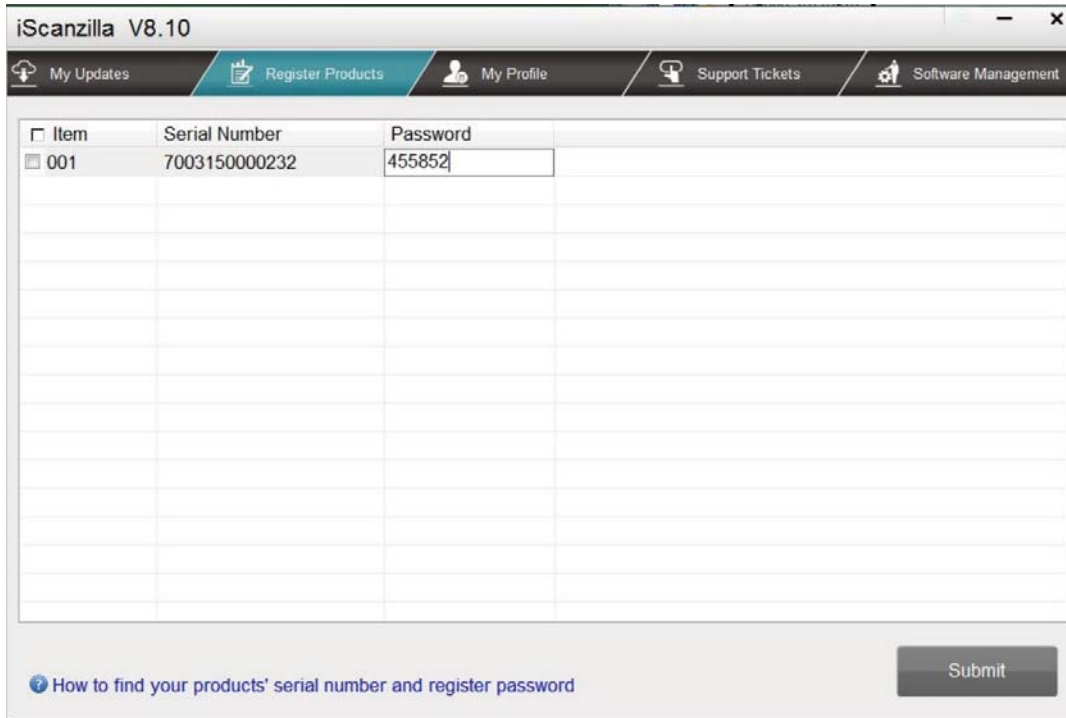 iScanzilla V8.10
My Updates Register Products My Profile Support Tickets Software Management
Item Serial Number Password
001 7003150000232 455852
How to find your products' serial number and register password
Submit